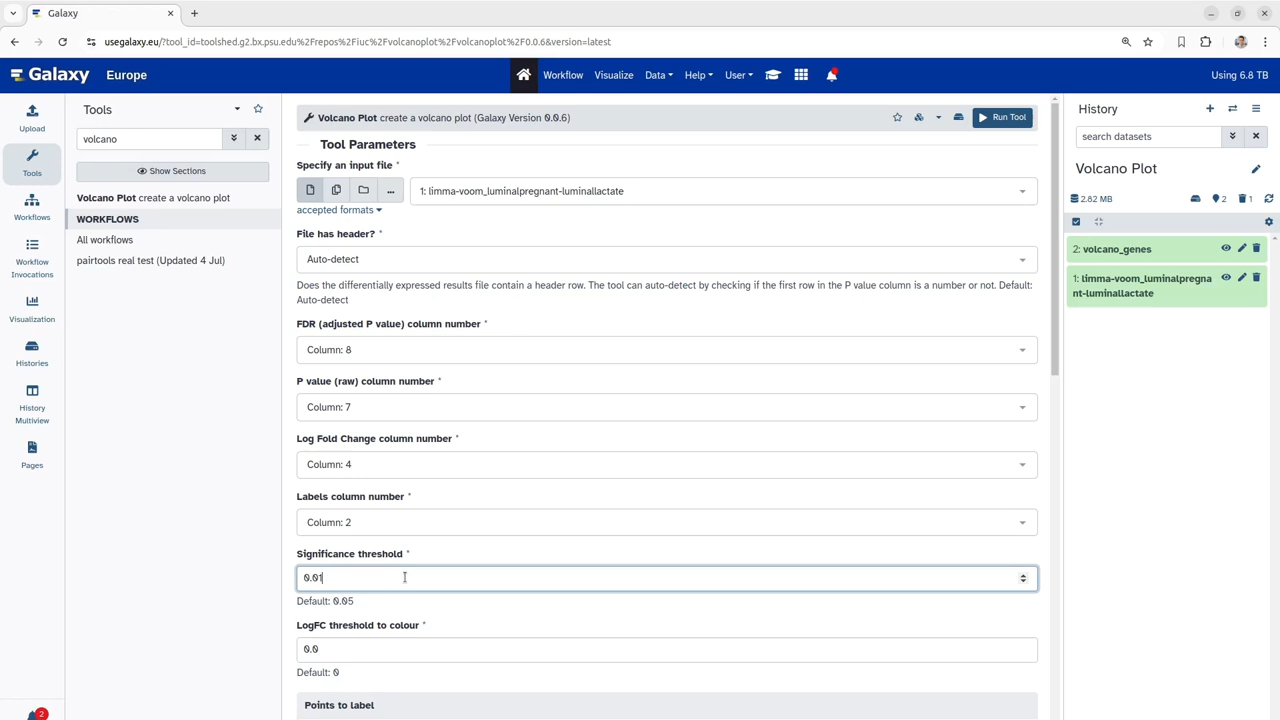 Galaxy
usegalaxy.eu/?tool_id=toolshed.g2.bx.psu.edu%2Frepos%2Fiuc%2Fvolcanoplot%2Fvolcanoplot%2F0.0.6&version=latest
Galaxy Europe Workflow Visualize Data Help User Using 6.8 TB
Upload
Tools
Workflows
Workflow
Invocations
Visualization
Histories
History
Multiview
Pages
2
Tools
volcano
Show Sections
Volcano Plot create a volcano plot
WORKFLOWS
All workflows
pairtools real test (Updated 4 Jul)
Volcano Plot create a volcano plot (Galaxy Version 0.0.6)
Run Tool
Tool Parameters
Specify an input file *
... 1: limma-voom_luminalpregnant-luminallactate
accepted formats
File has header? *
Auto-detect
Does the differentially expressed results file contain a header row. The tool can auto-detect by checking if the first row in the P value column is a number or not. Default:
Auto-detect
FDR (adjusted P value) column number *
Column: 8
P value (raw) column number *
Column: 7
Log Fold Change column number *
Column: 4
Labels column number *
Column: 2
Significance threshold *
0.01
Default: 0.05
LogFC threshold to colour *
0.0
Default: 0
Points to label
History
search datasets
Volcano Plot
2.62 MB 2 1
2: volcano_genes
1: limma-voom_luminalpregna
nt-luminallactate